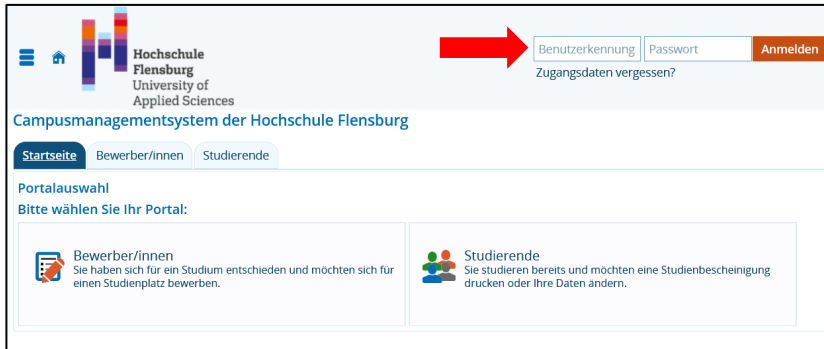 Hochschule
Flensburg
University of
Applied Sciences
Benutzerkennung Passwort Anmelden
Zugangsdaten vergessen?
Campusmanagementsystem der Hochschule Flensburg
Startseite Bewerber/innen Studierende
Portalauswahl
Bitte wählen Sie Ihr Portal:
Bewerber/innen
Sie haben sich für ein Studium entschieden und möchten sich für
einen Studienplatz bewerben.
Studierende
Sie studieren bereits und möchten eine Studienbescheinigung
drucken oder Ihre Daten ändern.